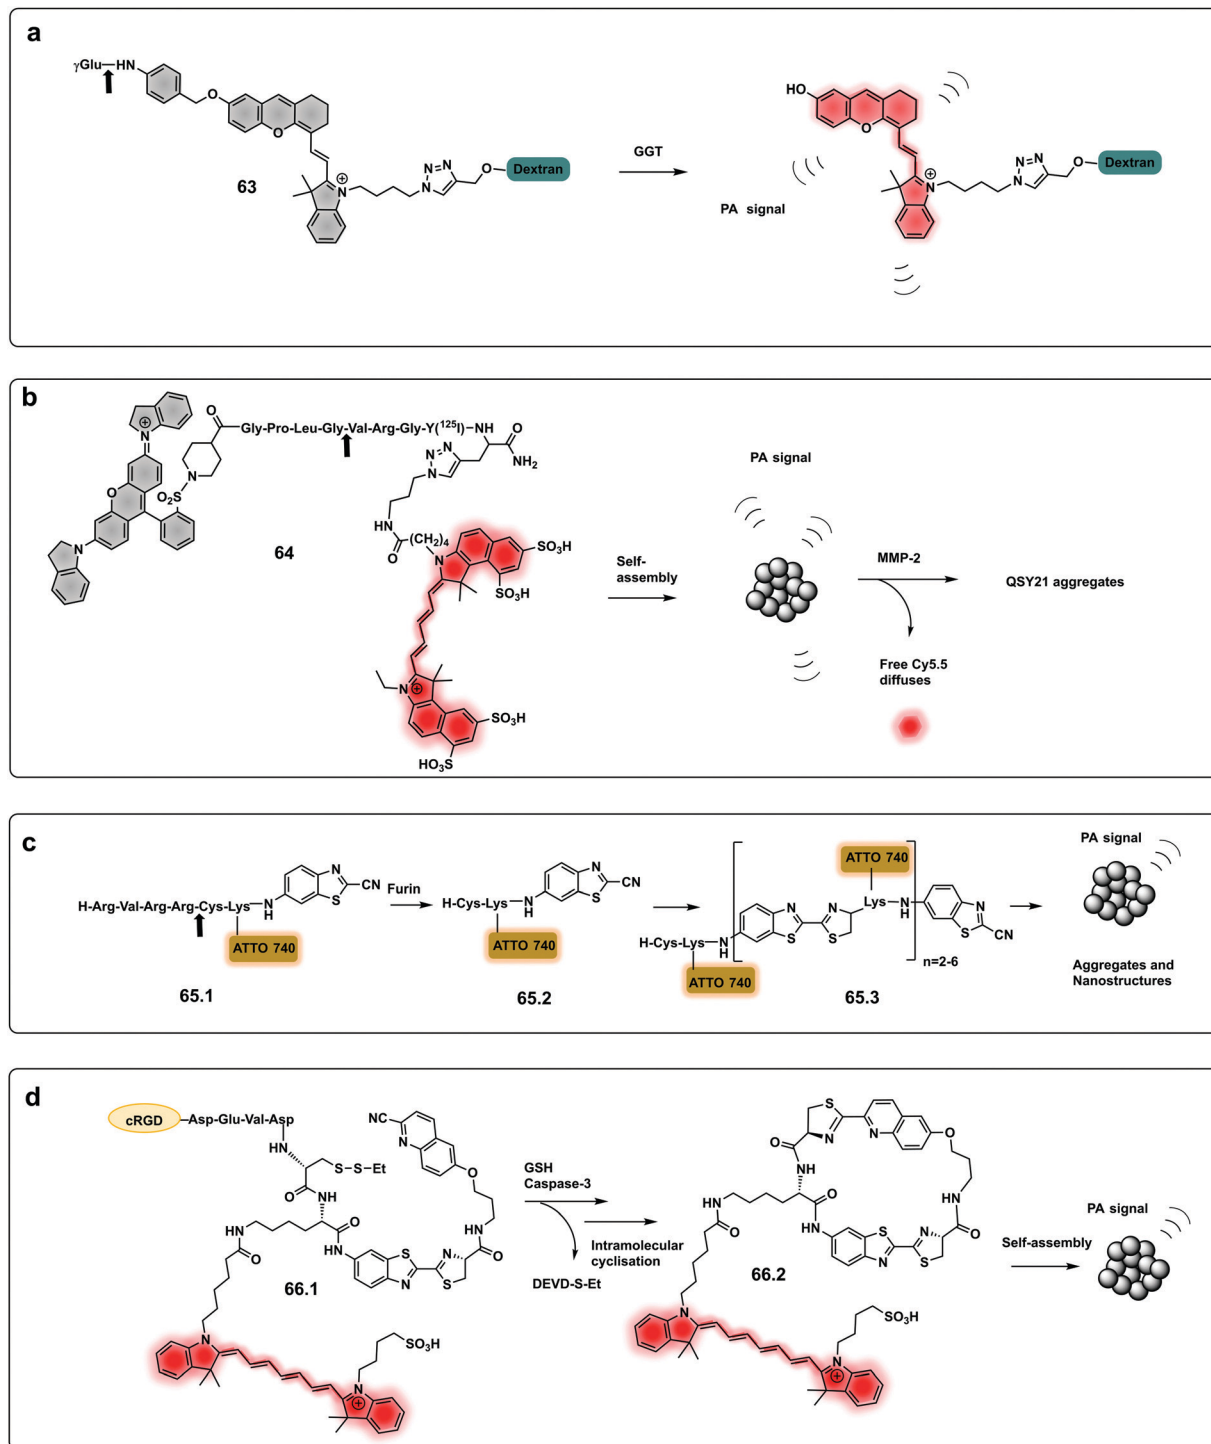 a
γGlu—HN
O
O
63
N
⊕
N=N
N
O
Dextran
GGT
HO
O
PA signal
N
⊕
N=N
N
O
Dextran
b
N
⊕
O
N
O
Gly-Pro-Leu-Gly-Val-Arg-Gly-Y(¹²⁵I)–NH
O
NH₂
N
O₂S
64
N=N
N
HN
O
(CH₂)₄
N
SO₃H
SO₃H
N
⊕
SO₃H
HO₃S
Self-
assembly
PA signal
MMP-2
QSY21 aggregates
Free Cy5.5
diffuses
c
H-Arg-Val-Arg-Arg-Cys-Lys
N
H
N
S
CN
ATTO 740
65.1
Furin
H-Cys-Lys
N
H
N
S
CN
ATTO 740
65.2
H-Cys-Lys
N
H
ATTO 740
N
S
N
S
ATTO 740
Lys
N
H
n=2-6
N
S
CN
65.3
PA signal
Aggregates and
Nanostructures
d
cRGD
Asp-Glu-Val-Asp
HN
S–S–Et
O
NH
HN
O
O
HN
NC
N
O
HN
O
N
S
N
S
66.1
N
N
⊕
SO₃H
GSH
Caspase-3
Intramolecular
cyclisation
DEVD-S-Et
S
N
N
O
O
NH
HN
O
O
HN
HN
O
N
S
N
S
66.2
N
N
⊕
SO₃H
Self-assembly
PA signal